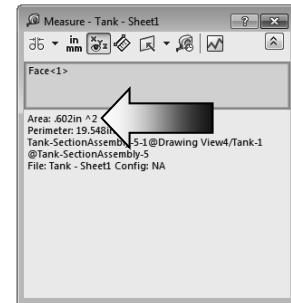 Measure - Tank - Sheet1
in
mm
Face<1>
Area: .602in ^2
Perimeter: 19.548in
Tank-SectionAssembly-5-1@Drawing View4/Tank-1
@Tank-SectionAssembly-5
File: Tank - Sheet1 Config: NA